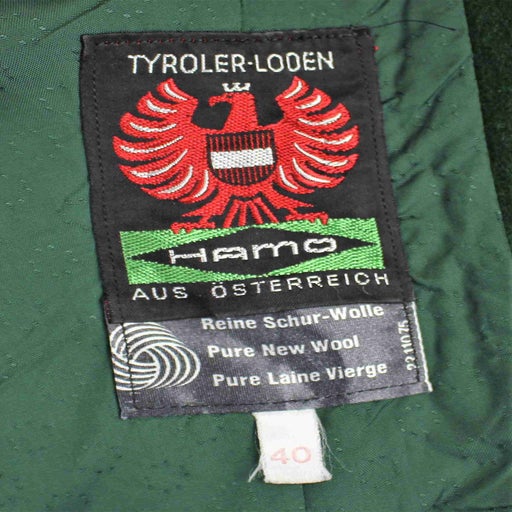 TYROLER-LODEN
HAMO
AUS ÖSTERREICH
Reine Schur-Wolle
Pure New Wool
Pure Laine Vierge
40